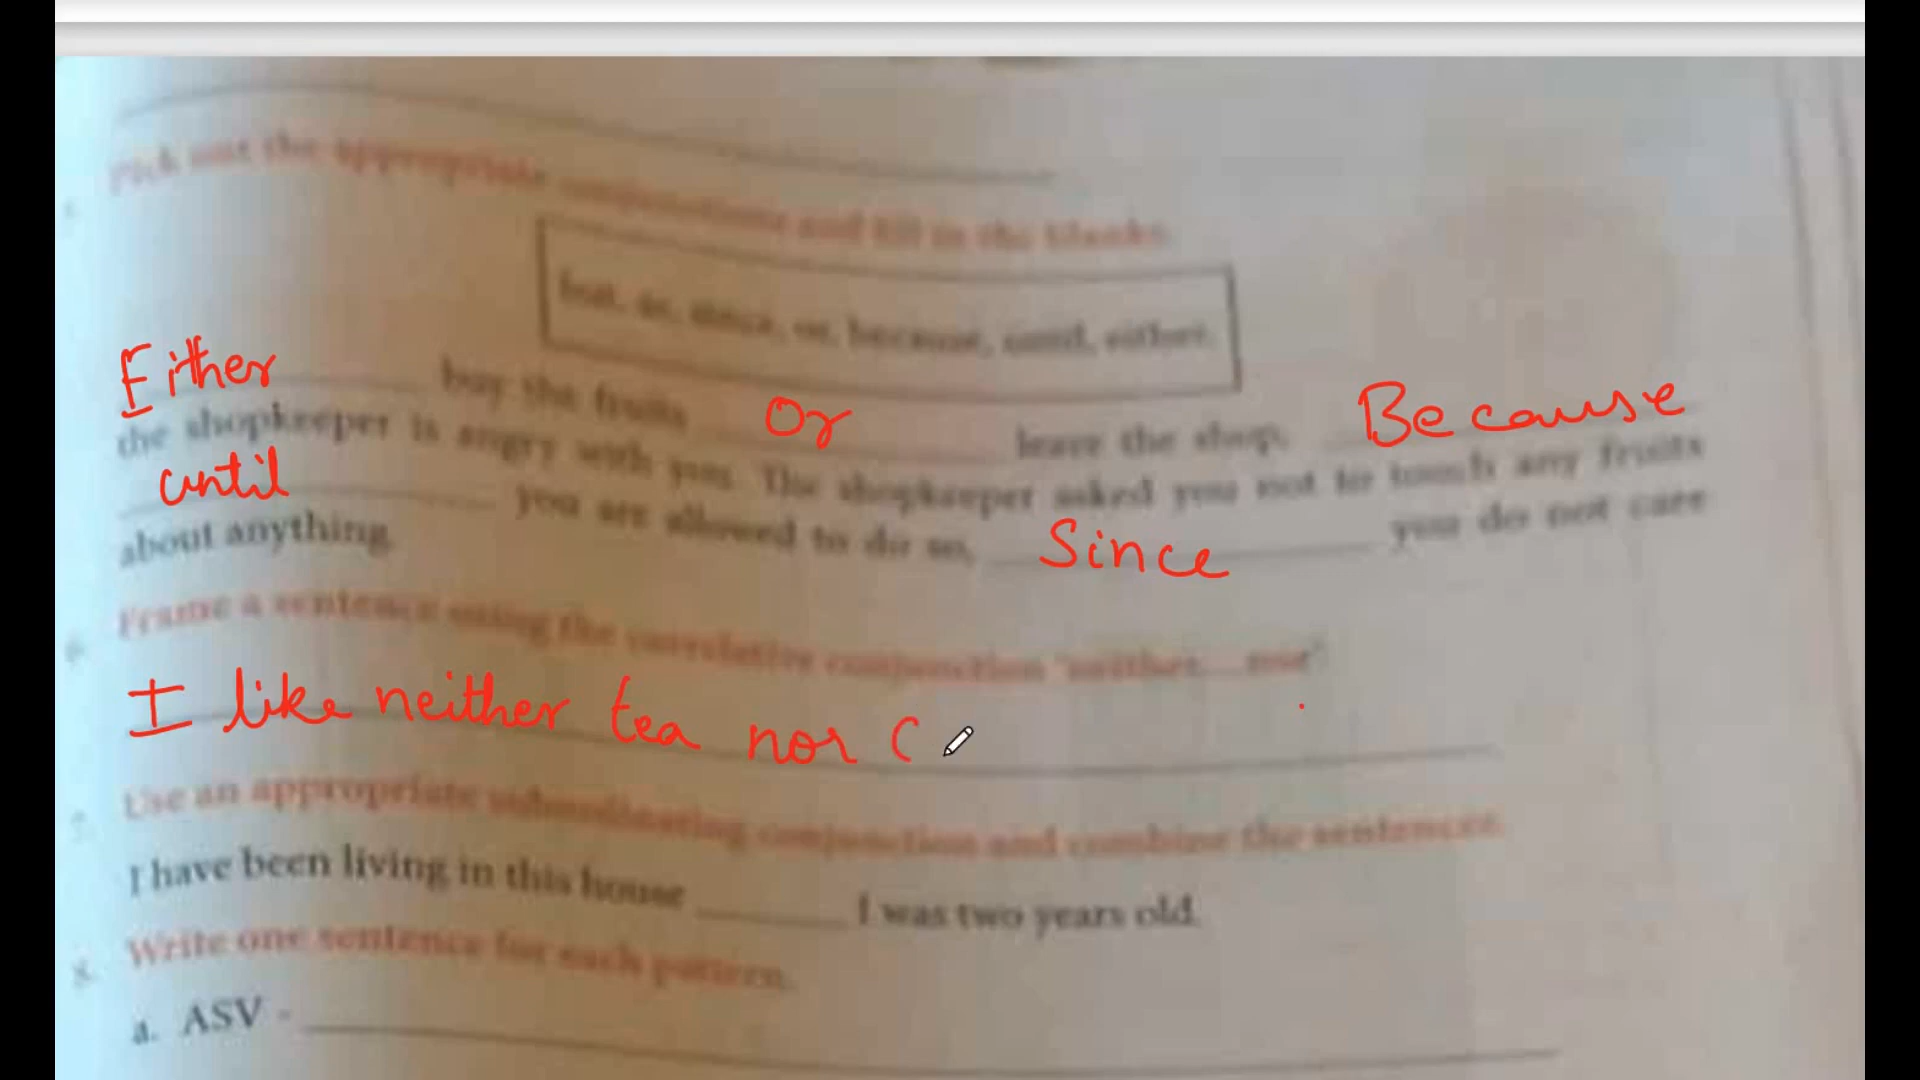 Pick out the appropriate conjunctions and fill in the blanks.
but, as, since, or, because, until, either.
Either buy the fruits Or leave the shop, Because
the shopkeeper is angry with you. The shopkeeper asked you not to touch any fruits
until you are allowed to do so, Since you do not care
about anything.
Frame a sentence using the correlative conjunction 'neither....nor'
I like neither tea nor C
7. Use an appropriate subordinating conjunction and combine the sentences.
I have been living in this house ______ I was two years old.
8. Write one sentence for each pattern.
a. ASV -